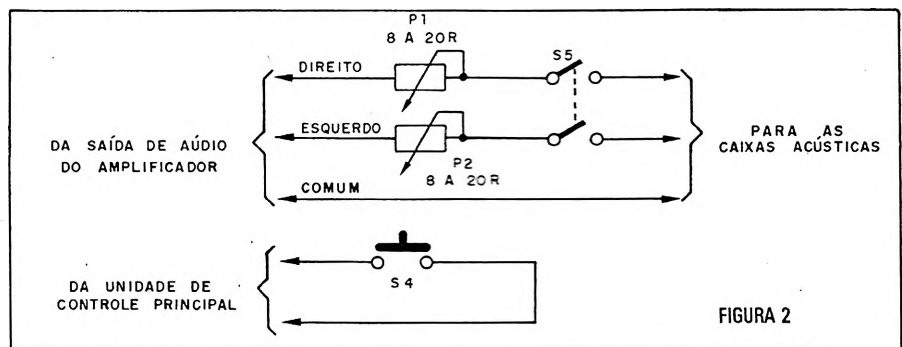 P1
8 A 20R
DIREITO
S5
ESQUERDO
P2
8 A 20R
COMUM
DA SAÍDA DE AÚDIO
DO AMPLIFICADOR
PARA AS
CAIXAS ACÚSTICAS
S4
DA UNIDADE DE
CONTROLE PRINCIPAL
FIGURA 2